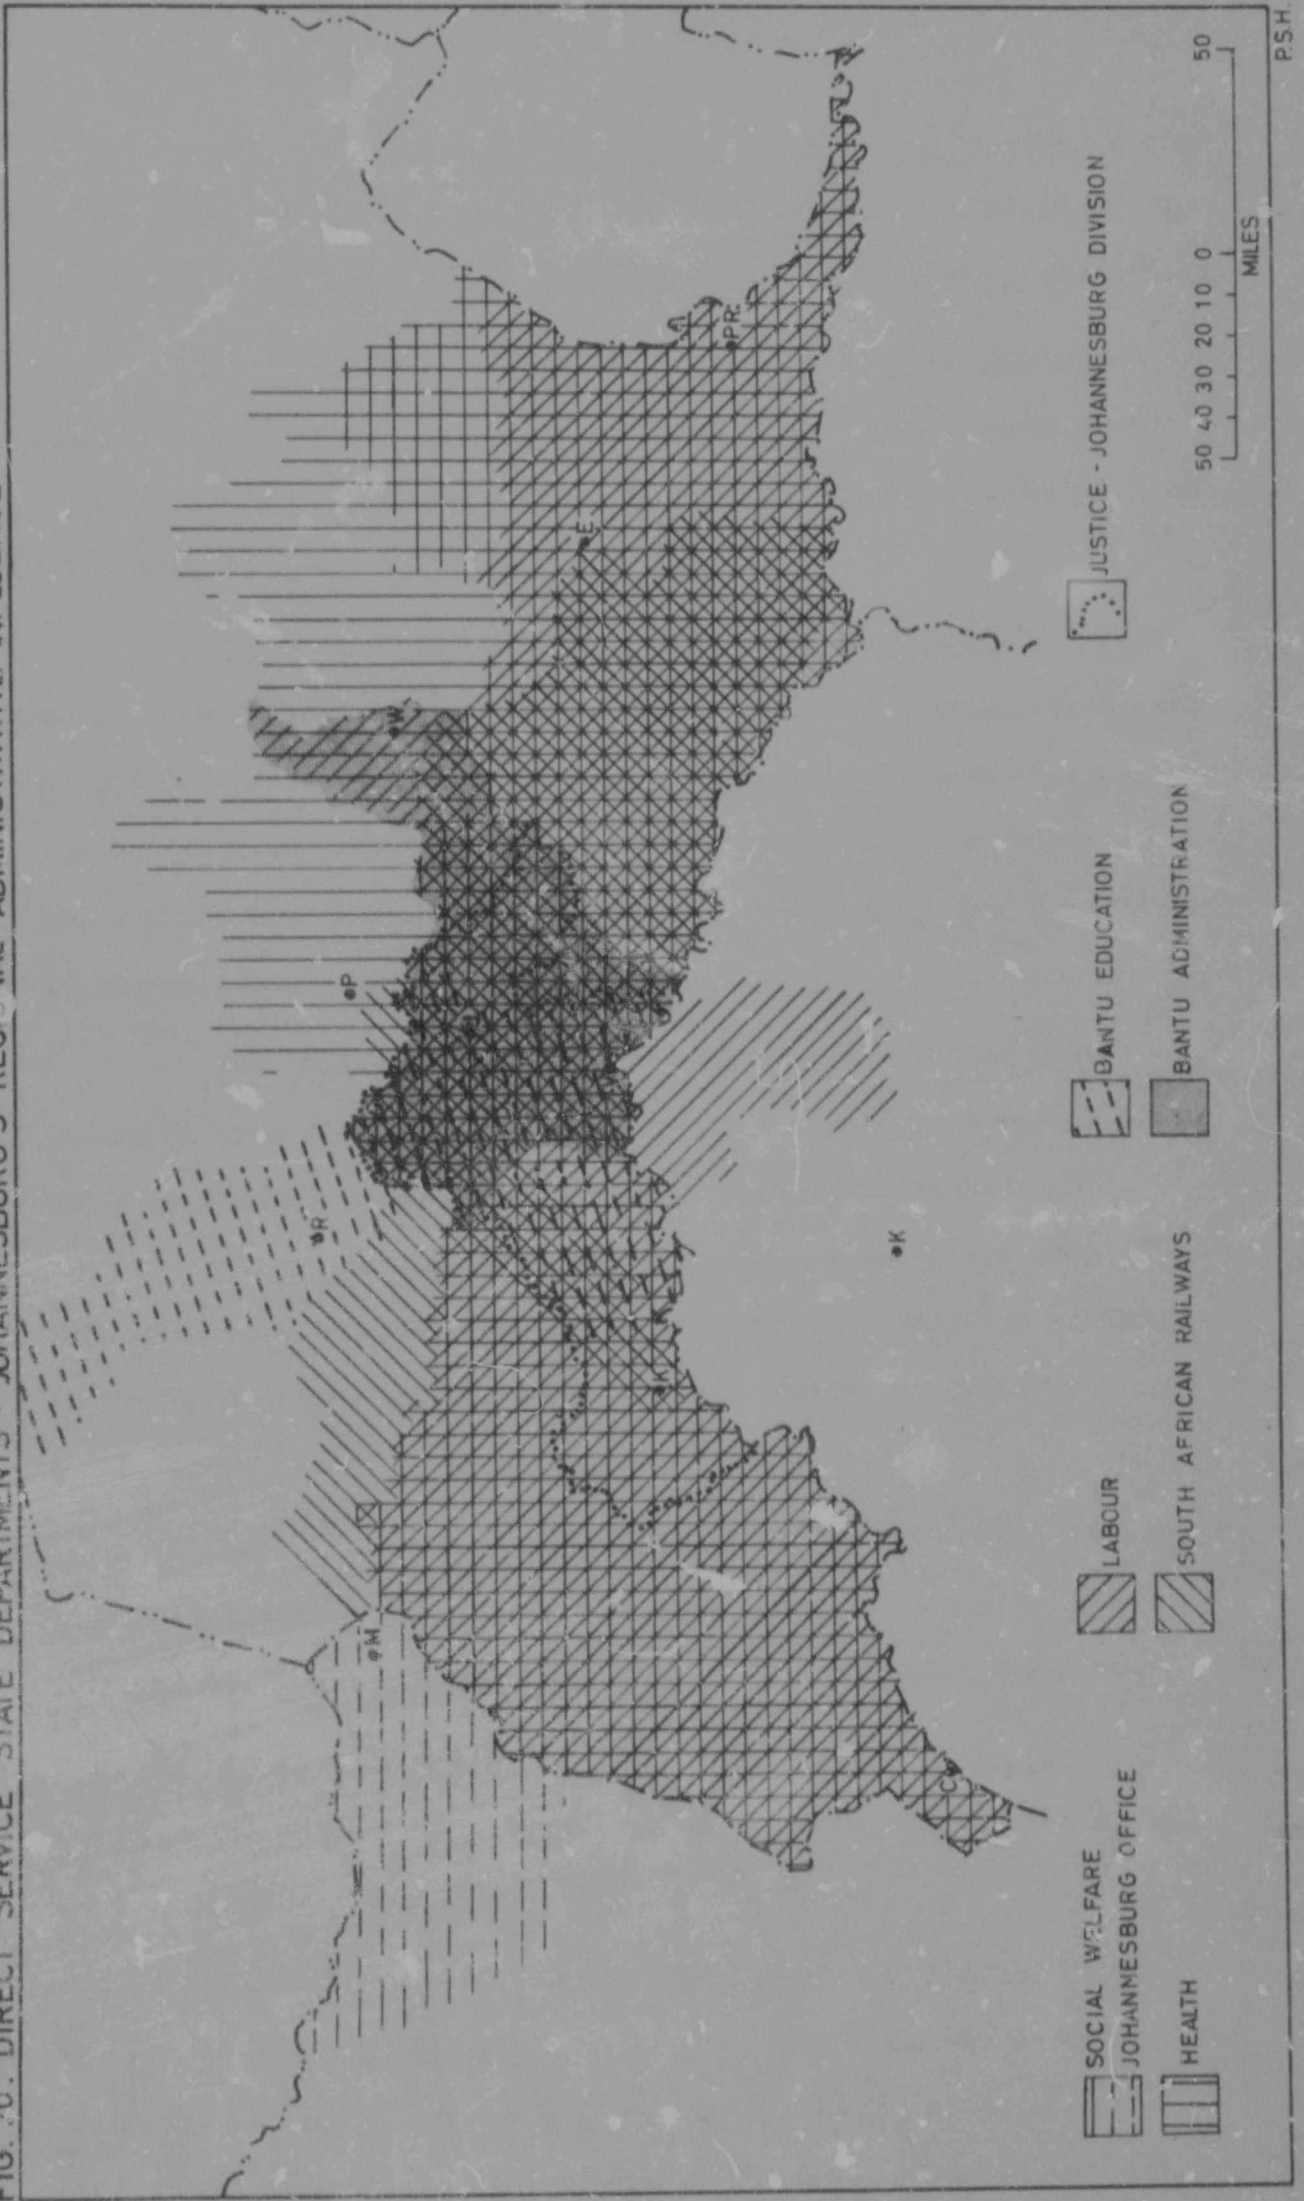 DIRECT SERVICE STATE DEPARTMENTS - JOHANNESBURG'S REGIONAL ADMINISTRATIVE
M
R
P
W
E
PR.
K
K
C
SOCIAL WELFARE
JOHANNESBURG OFFICE
HEALTH
LABOUR
SOUTH AFRICAN RAILWAYS
BANTU EDUCATION
BANTU ADMINISTRATION
JUSTICE - JOHANNESBURG DIVISION
50 40 30 20 10 0 50
MILES
P.S.H.